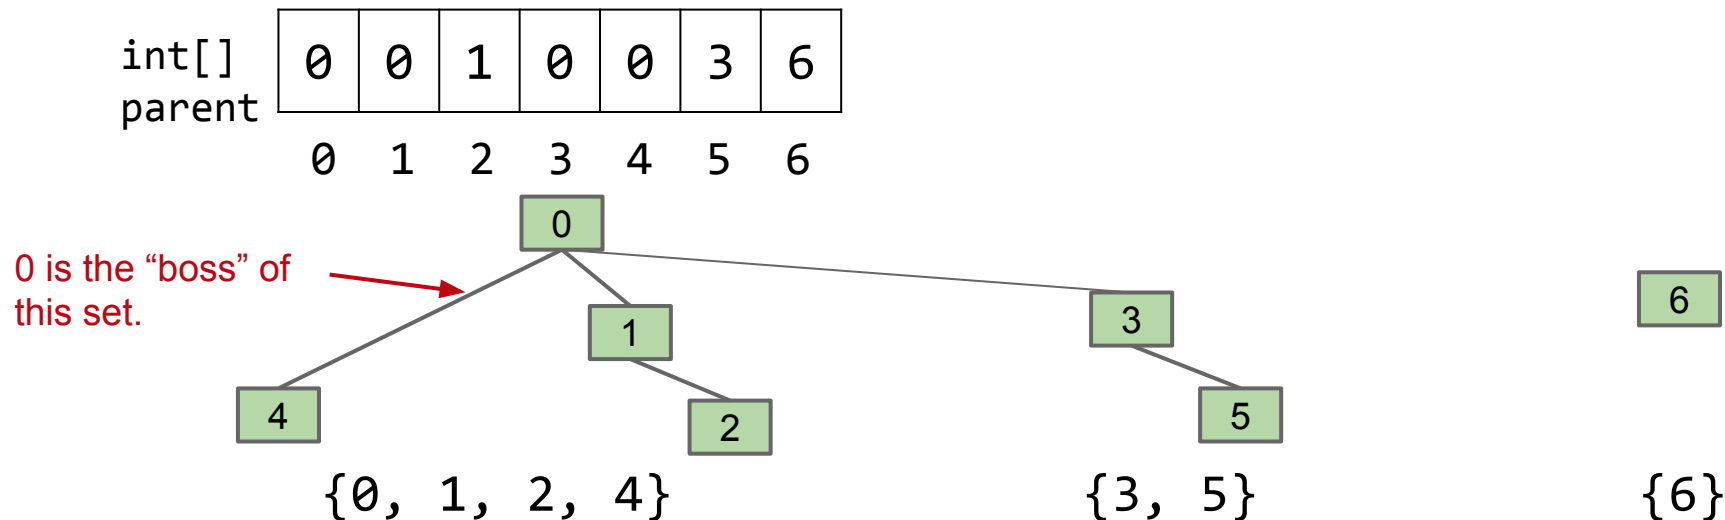 int[]
parent
0 0 1 0 0 3 6
0 1 2 3 4 5 6
0
0 is the “boss” of
this set.
1
3
6
4
2
5
{0, 1, 2, 4} {3, 5} {6}